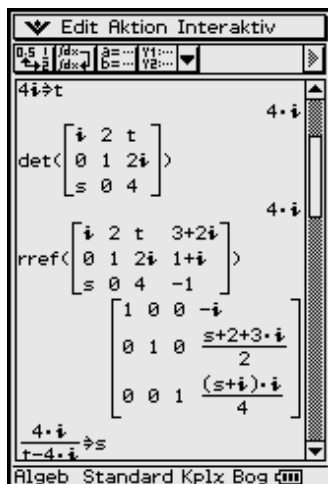 Edit Aktion Interaktiv
4i⇒t
4·i
det([i 2 t
0 1 2i
s 0 4])
4·i
rref([i 2 t 3+2i
0 1 2i 1+i
s 0 4 -1])
[1 0 0 -i
0 1 0 (s+2+3·i)/2
0 0 1 ((s+i)·i)/4]
(4·i)/(t-4·i)⇒s
Algeb Standard Kplx Bog